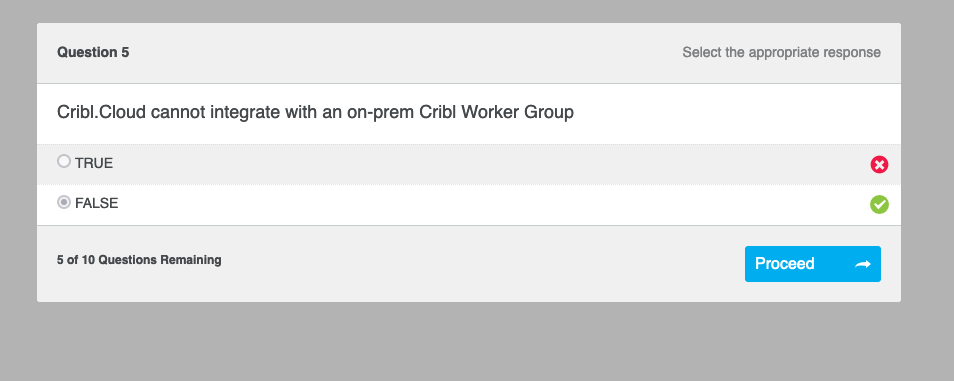 Question 5
Select the appropriate response
Cribl.Cloud cannot integrate with an on-prem Cribl Worker Group
TRUE
FALSE
5 of 10 Questions Remaining
Proceed